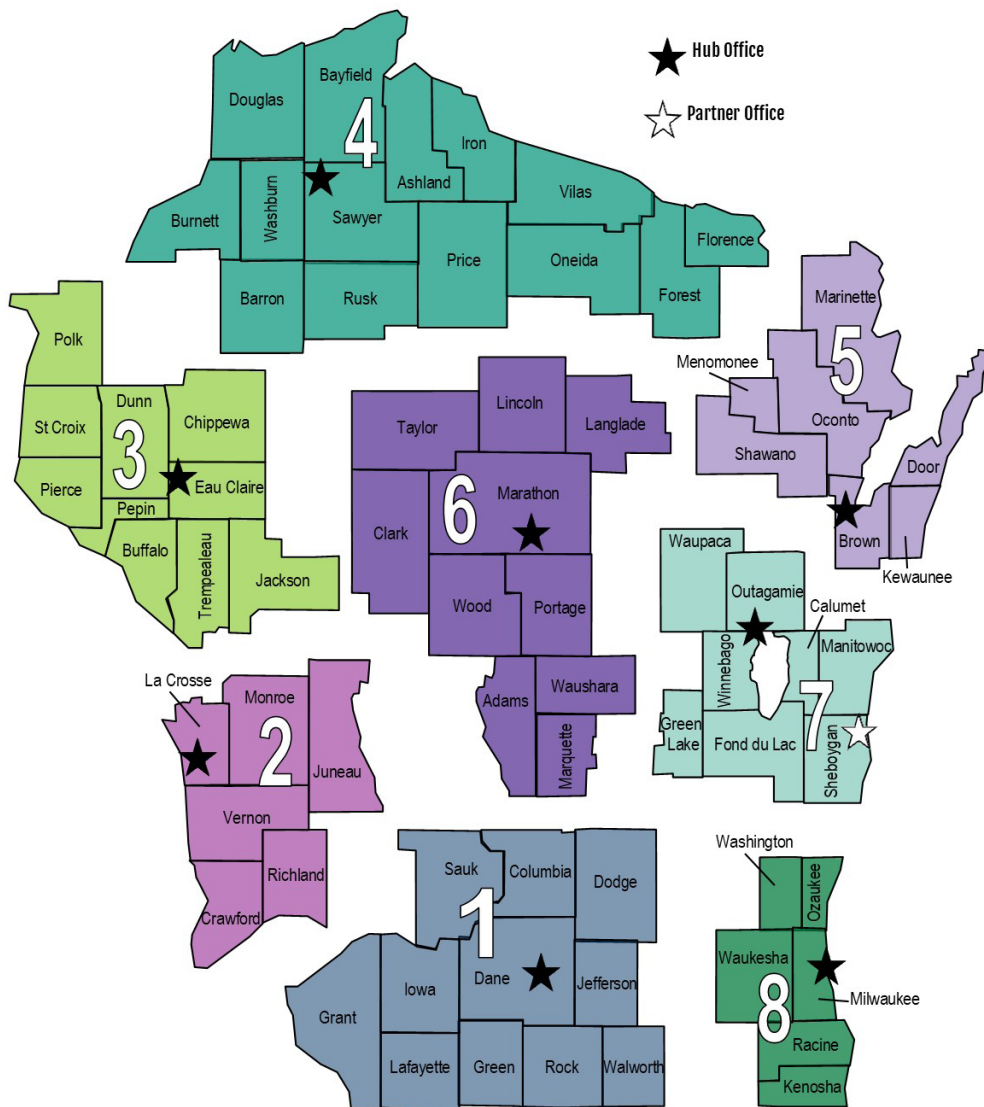 Hub Office
Partner Office
Bayfield
Douglas
4
Iron
Ashland
Vilas
Washburn
Burnett
Sawyer
Florence
Price
Oneida
Barron
Rusk
Forest
Marinette
5
Menomonee
Oconto
Shawano
Door
Brown
Kewaunee
Polk
Dunn
Chippewa
St Croix
3
Eau Claire
Pierce
Pepin
Buffalo
Trempealeau
Jackson
Lincoln
Langlade
Taylor
6
Marathon
Clark
Wood
Portage
Adams
Waushara
Marquette
Waupaca
Outagamie
Calumet
Manitowoc
Winnebago
7
Green
Lake
Fond du Lac
Sheboygan
La Crosse
Monroe
2
Juneau
Vernon
Richland
Crawford
Sauk
Columbia
Dodge
1
Dane
Jefferson
Iowa
Grant
Lafayette
Green
Rock
Walworth
Washington
Ozaukee
Waukesha
8
Milwaukee
Racine
Kenosha